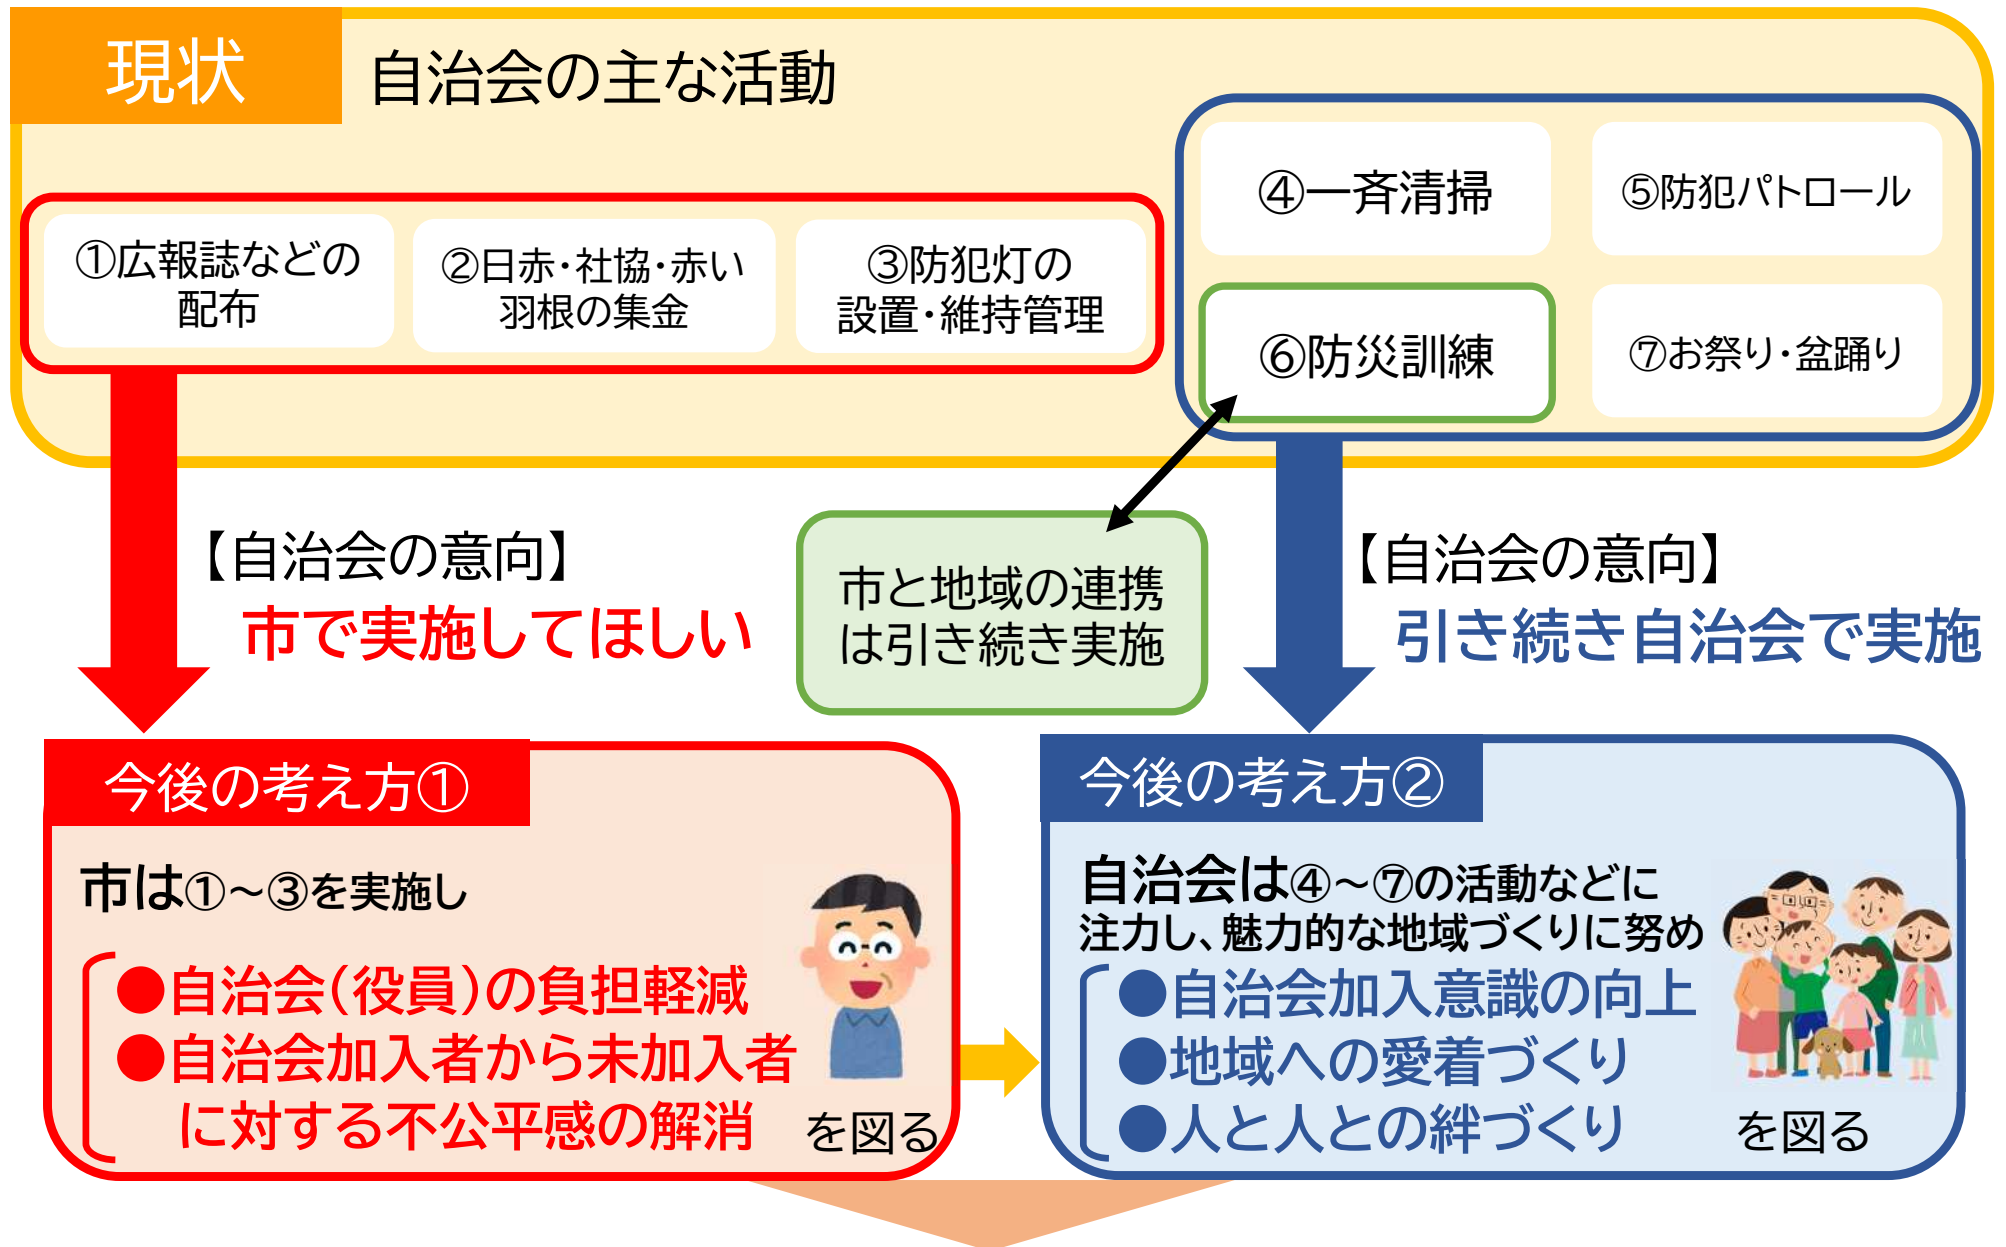 現状
自治会の主な活動
①広報誌などの
配布
②日赤・社協・赤い
羽根の集金
③防犯灯の
設置・維持管理
④一斉清掃
⑤防犯パトロール
⑥防災訓練
⑦お祭り・盆踊り
【自治会の意向】
市で実施してほしい
市と地域の連携
は引き続き実施
【自治会の意向】
引き続き自治会で実施
今後の考え方①
市は①～③を実施し
●自治会（役員）の負担軽減
●自治会加入者から未加入者
に対する不公平感の解消
を図る
今後の考え方②
自治会は④～⑦の活動などに
注力し、魅力的な地域づくりに努め
●自治会加入意識の向上
●地域への愛着づくり
●人と人との絆づくり
を図る